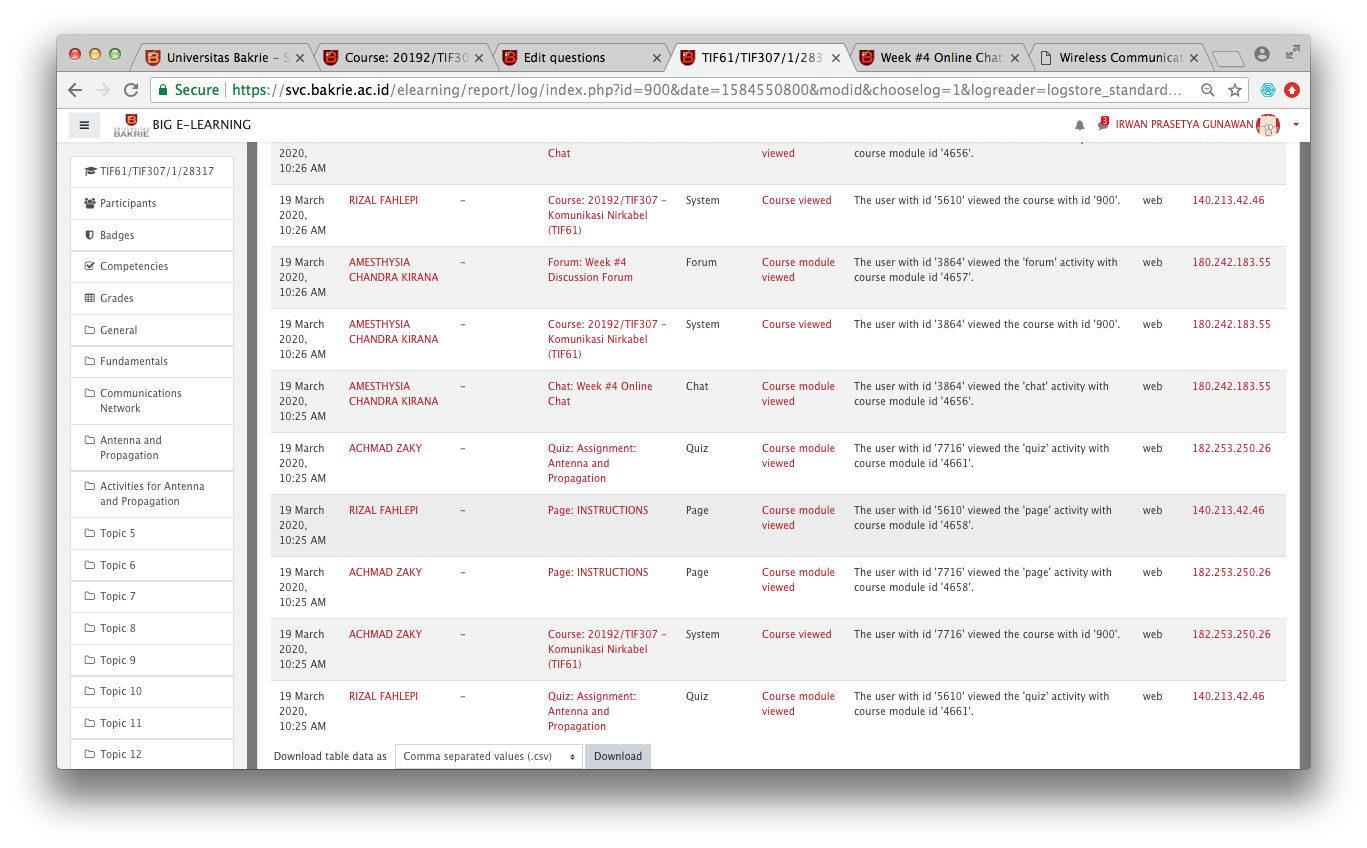 Universitas Bakrie – S
Course: 20192/TIF30
Edit questions
TIF61/TIF307/1/283
Week #4 Online Chat:
Wireless Communicat
Secure
https://svc.bakrie.ac.id/elearning/report/log/index.php?id=900&date=1584550800&modid&chooselog=1&logreader=logstore_standard...
UNIVERSITAS
BAKRIE
BIG E-LEARNING
3
IRWAN PRASETYA GUNAWAN
TIF61/TIF307/1/28317
Participants
Badges
Competencies
Grades
General
Fundamentals
Communications
Network
Antenna and
Propagation
Activities for Antenna
and Propagation
Topic 5
Topic 6
Topic 7
Topic 8
Topic 9
Topic 10
Topic 11
Topic 12
2020, Chat viewed course module id '4656'.
10:26 AM
19 March RIZAL FAHLEPI – Course: 20192/TIF307 – System Course viewed The user with id '5610' viewed the course with id '900'. web 140.213.42.46
2020, Komunikasi Nirkabel
10:26 AM (TIF61)
19 March AMESTHYSIA – Forum: Week #4 Forum Course module The user with id '3864' viewed the 'forum' activity with web 180.242.183.55
2020, CHANDRA KIRANA Discussion Forum viewed course module id '4657'.
10:26 AM
19 March AMESTHYSIA – Course: 20192/TIF307 – System Course viewed The user with id '3864' viewed the course with id '900'. web 180.242.183.55
2020, CHANDRA KIRANA Komunikasi Nirkabel
10:26 AM (TIF61)
19 March AMESTHYSIA – Chat: Week #4 Online Chat Course module The user with id '3864' viewed the 'chat' activity with web 180.242.183.55
2020, CHANDRA KIRANA Chat viewed course module id '4656'.
10:25 AM
19 March ACHMAD ZAKY – Quiz: Assignment: Quiz Course module The user with id '7716' viewed the 'quiz' activity with web 182.253.250.26
2020, Antenna and viewed course module id '4661'.
10:25 AM Propagation
19 March RIZAL FAHLEPI – Page: INSTRUCTIONS Page Course module The user with id '5610' viewed the 'page' activity with web 140.213.42.46
2020, viewed course module id '4658'.
10:25 AM
19 March ACHMAD ZAKY – Page: INSTRUCTIONS Page Course module The user with id '7716' viewed the 'page' activity with web 182.253.250.26
2020, viewed course module id '4658'.
10:25 AM
19 March ACHMAD ZAKY – Course: 20192/TIF307 – System Course viewed The user with id '7716' viewed the course with id '900'. web 182.253.250.26
2020, Komunikasi Nirkabel
10:25 AM (TIF61)
19 March RIZAL FAHLEPI – Quiz: Assignment: Quiz Course module The user with id '5610' viewed the 'quiz' activity with web 140.213.42.46
2020, Antenna and viewed course module id '4661'.
10:25 AM Propagation
Download table data as Comma separated values (.csv) Download